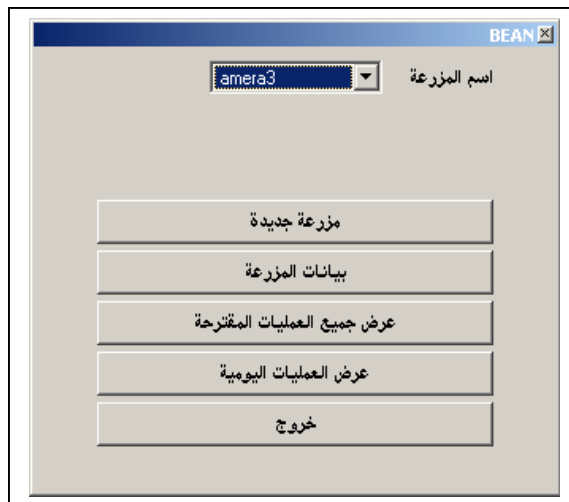 BEAN
اسم المزرعة amera3
مزرعة جديدة
بيانات المزرعة
عرض جميع العمليات المقترحة
عرض العمليات اليومية
خروج